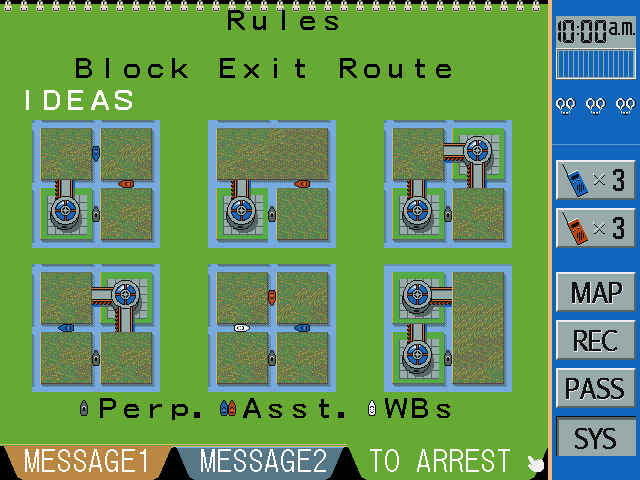 Rules
Block Exit Route
IDEAS
Perp. Asst. WBs
MESSAGE1 MESSAGE2 TO ARREST
10:00 a.m.
× 3
× 3
MAP
REC
PASS
SYS